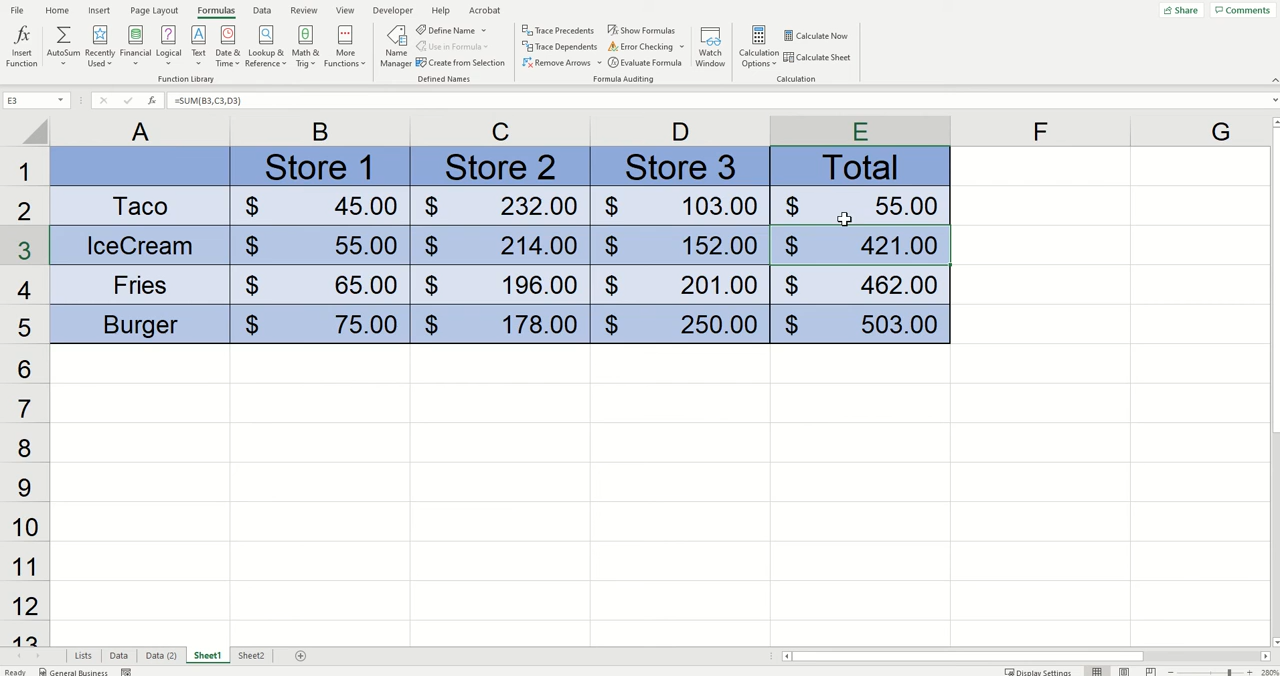 File Home Insert Page Layout Formulas Data Review View Developer Help Acrobat Share Comments
Insert Function AutoSum Recently Used Financial Logical Text Date & Time Lookup & Reference Math & Trig More Functions Name Manager Define Name Use in Formula Create from Selection Trace Precedents Trace Dependents Remove Arrows Show Formulas Error Checking Evaluate Formula Watch Window Calculation Options Calculate Now Calculate Sheet
Function Library Defined Names Formula Auditing Calculation
E3 fx =SUM(B3,C3,D3)
A B C D E F G
1 Store 1 Store 2 Store 3 Total
2 Taco $ 45.00 $ 232.00 $ 103.00 $ 55.00
3 IceCream $ 55.00 $ 214.00 $ 152.00 $ 421.00
4 Fries $ 65.00 $ 196.00 $ 201.00 $ 462.00
5 Burger $ 75.00 $ 178.00 $ 250.00 $ 503.00
6
7
8
9
10
11
12
13
Lists Data Data (2) Sheet1 Sheet2
Ready General Business Display Settings 280%